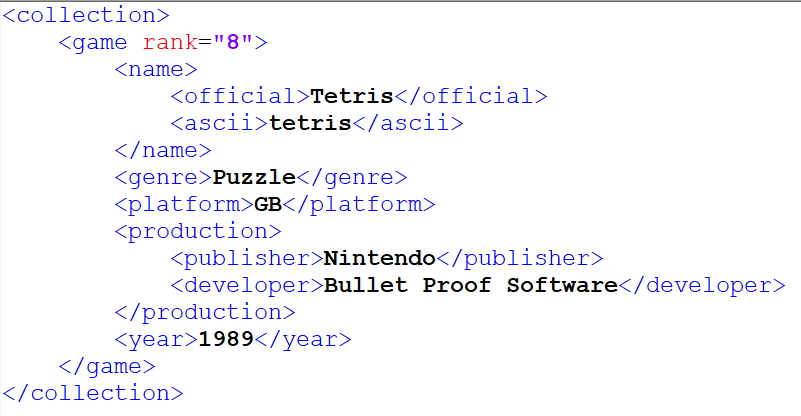 <collection>
    <game rank="8">
        <name>
            <official>Tetris</official>
            <ascii>tetris</ascii>
        </name>
        <genre>Puzzle</genre>
        <platform>GB</platform>
        <production>
            <publisher>Nintendo</publisher>
            <developer>Bullet Proof Software</developer>
        </production>
        <year>1989</year>
    </game>
</collection>